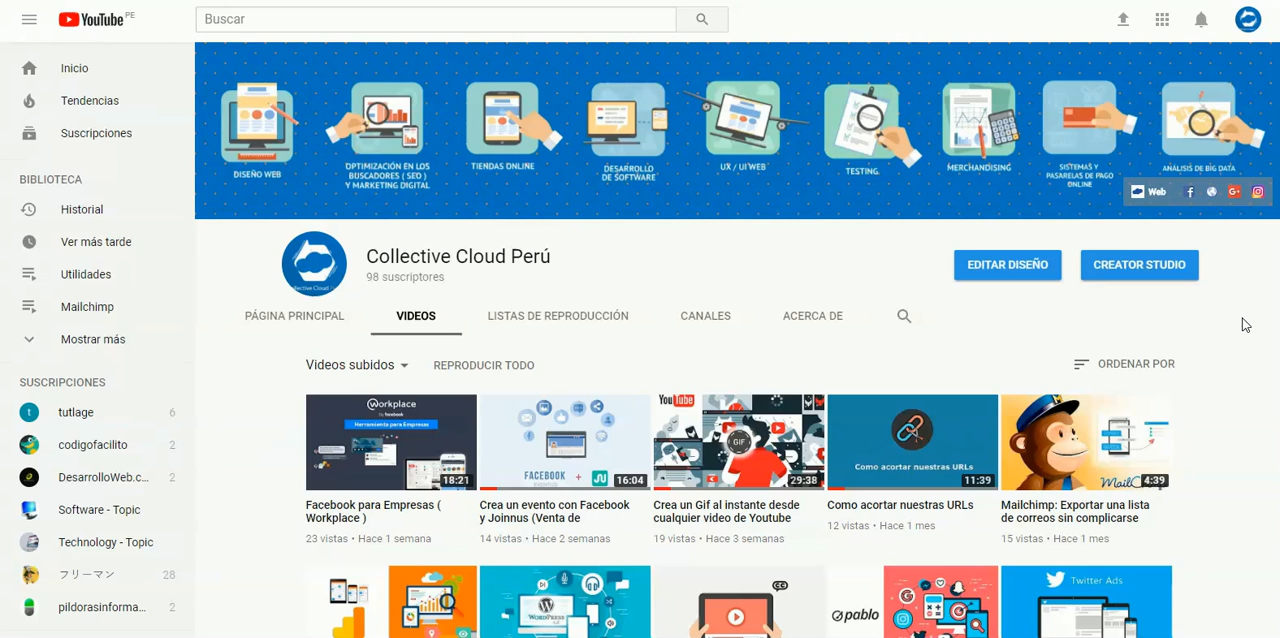 YouTube PE
Buscar
Inicio
Tendencias
Suscripciones
BIBLIOTECA
Historial
Ver más tarde
Utilidades
Mailchimp
Mostrar más
SUSCRIPCIONES
tutlage 6
codigofacilito 2
DesarrolloWeb.c... 2
Software - Topic
Technology - Topic
フリーマン 28
pildorasinforma... 2
DISEÑO WEB
OPTIMIZACIÓN EN LOS
BUSCADORES ( SEO )
Y MARKETING DIGITAL
TIENDAS ONLINE
DESARROLLO
DE SOFTWARE
UX / UI WEB
TESTING
MERCHANDISING
SISTEMAS Y
PASARELAS DE PAGO
ONLINE
ANÁLISIS DE BIG DATA
Web
Collective Cloud
Collective Cloud Perú
98 suscriptores
EDITAR DISEÑO
CREATOR STUDIO
PÁGINA PRINCIPAL
VIDEOS
LISTAS DE REPRODUCCIÓN
CANALES
ACERCA DE
Videos subidos
REPRODUCIR TODO
ORDENAR POR
workplace
by facebook
Herramienta para Empresas
18:21
Facebook para Empresas (
Workplace )
23 vistas • Hace 1 semana
FACEBOOK +
16:04
Crea un evento con Facebook
y Joinnus (Venta de
14 vistas • Hace 2 semanas
YouTube
GIF
29:38
Crea un Gif al instante desde
cualquier video de Youtube
19 vistas • Hace 3 semanas
Como acortar nuestras URLs
11:39
Como acortar nuestras URLs
12 vistas • Hace 1 mes
MailC
4:39
Mailchimp: Exportar una lista
de correos sin complicarse
15 vistas • Hace 1 mes
pablo
Twitter Ads